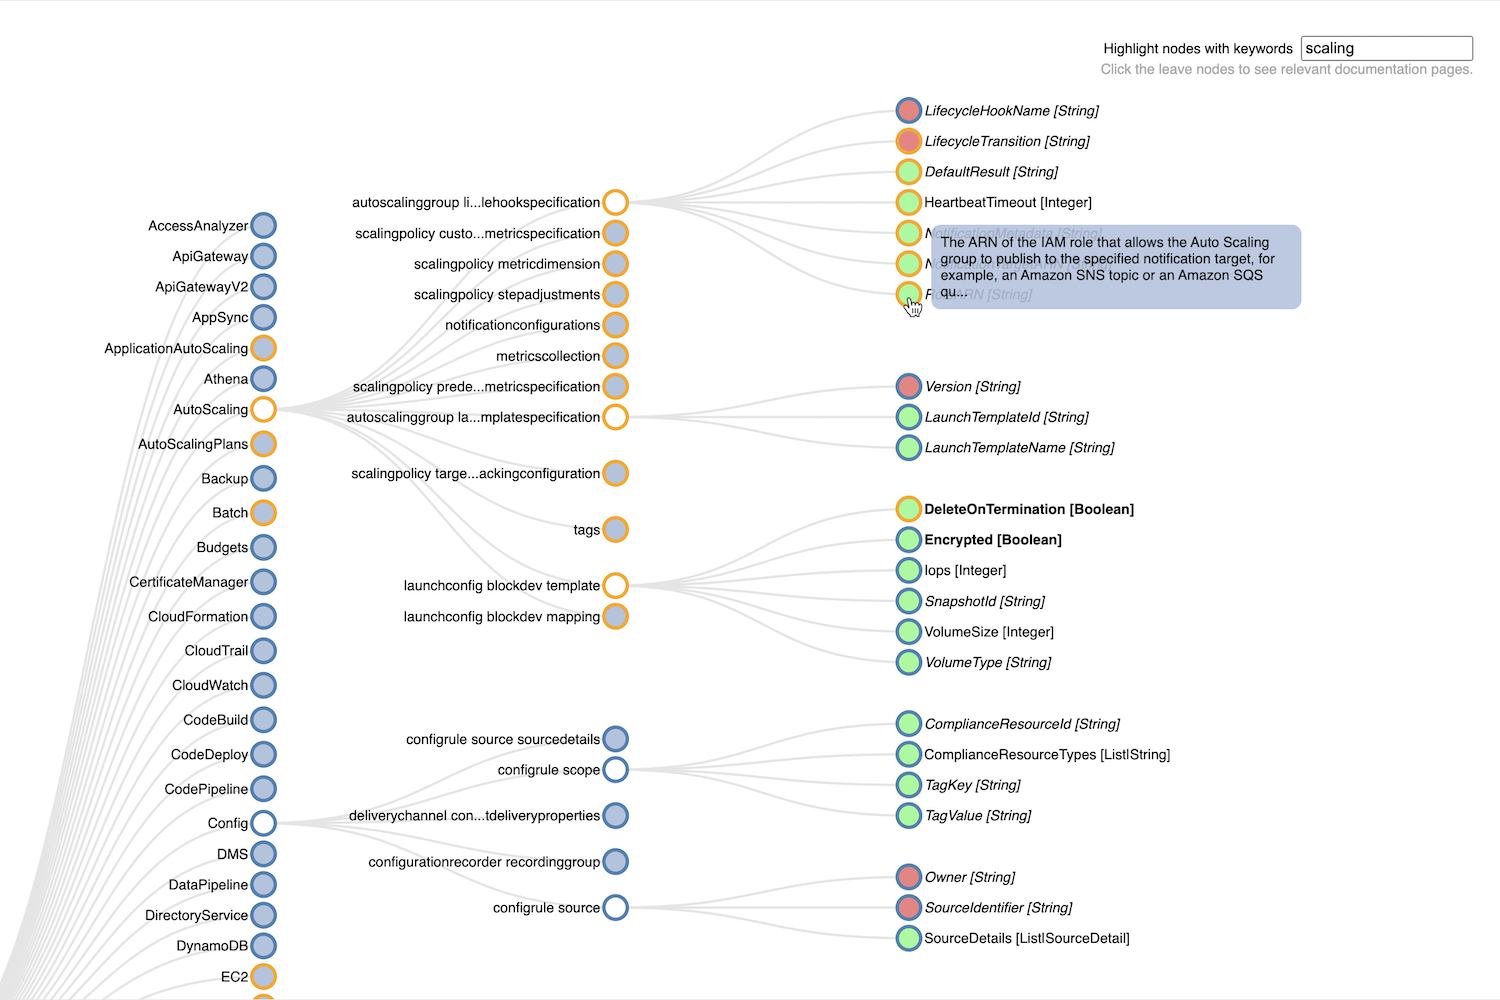 Highlight nodes with keywords scaling
Click the leave nodes to see relevant documentation pages.
AccessAnalyzer
ApiGateway
ApiGatewayV2
AppSync
ApplicationAutoScaling
Athena
AutoScaling
AutoScalingPlans
Backup
Batch
Budgets
CertificateManager
CloudFormation
CloudTrail
CloudWatch
CodeBuild
CodeDeploy
CodePipeline
Config
DMS
DataPipeline
DirectoryService
DynamoDB
EC2
autoscalinggroup li...lehookspecification
scalingpolicy custo...metricspecification
scalingpolicy metricdimension
scalingpolicy stepadjustments
notificationconfigurations
metricscollection
scalingpolicy prede...metricspecification
autoscalinggroup la...mplatespecification
scalingpolicy targe...ackingconfiguration
tags
launchconfig blockdev template
launchconfig blockdev mapping
configrule source sourcedetails
configrule scope
deliverychannel con...tdeliveryproperties
configurationrecorder recordinggroup
configrule source
LifecycleHookName [String]
LifecycleTransition [String]
DefaultResult [String]
HeartbeatTimeout [Integer]
NotificationMetadata [String]
The ARN of the IAM role that allows the Auto Scaling
group to publish to the specified notification target, for
example, an Amazon SNS topic or an Amazon SQS
qu...
[String]
Version [String]
LaunchTemplateId [String]
LaunchTemplateName [String]
DeleteOnTermination [Boolean]
Encrypted [Boolean]
Iops [Integer]
SnapshotId [String]
VolumeSize [Integer]
VolumeType [String]
ComplianceResourceId [String]
ComplianceResourceTypes [List|String]
TagKey [String]
TagValue [String]
Owner [String]
SourceIdentifier [String]
SourceDetails [List|SourceDetail]